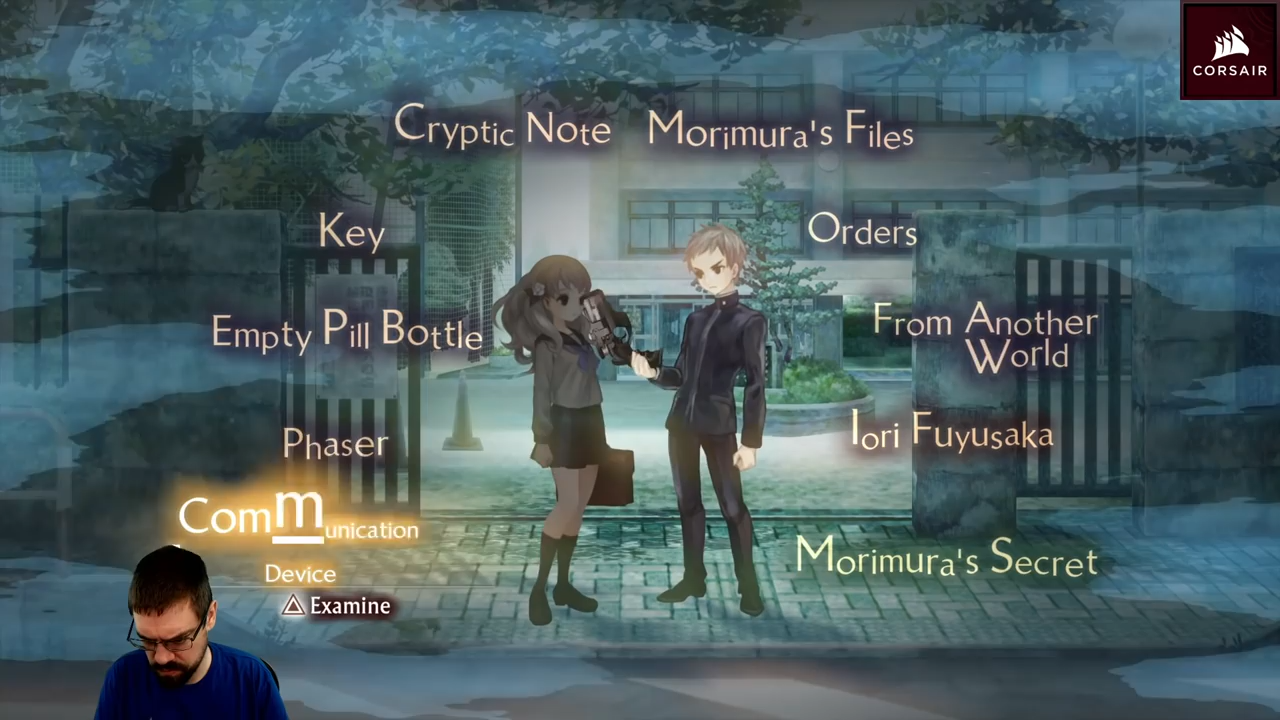 CORSAIR
Cryptic Note
Morimura's Files
Key
Orders
Empty Pill Bottle
From Another
World
Phaser
Iori Fuyusaka
Communication
Device
Examine
Morimura's Secret